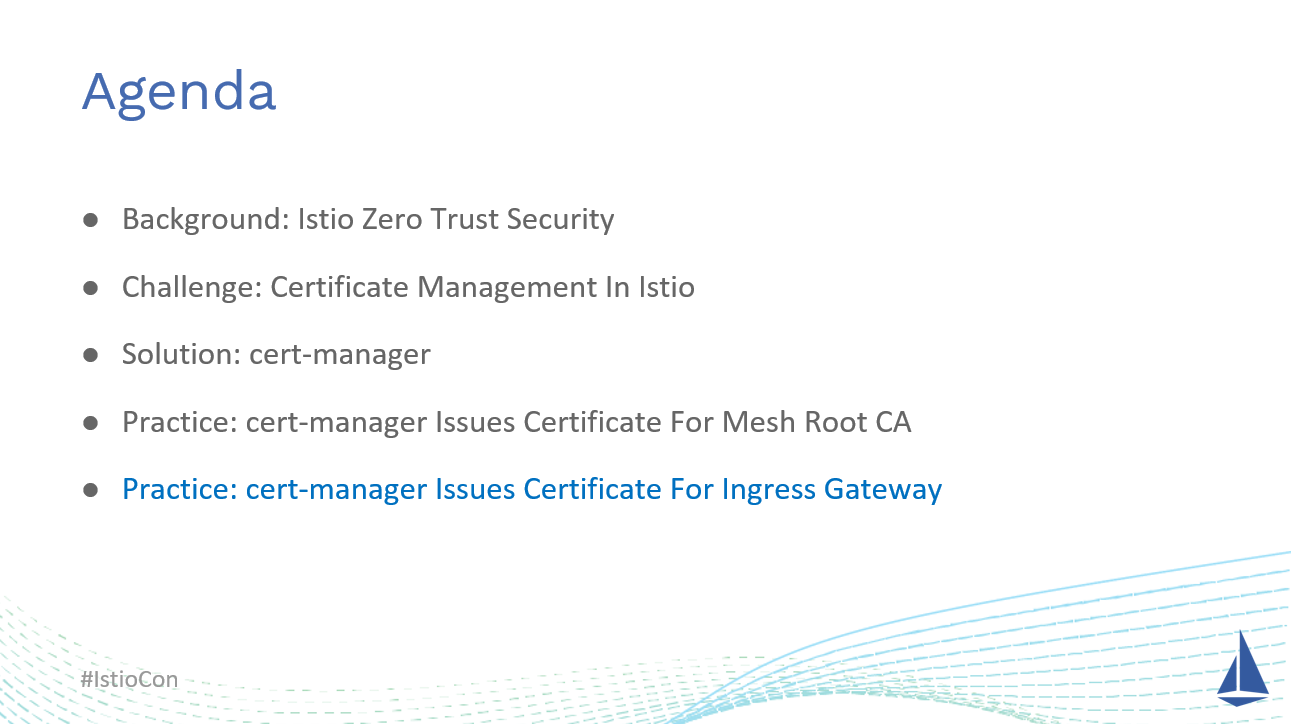 Agenda
● Background: Istio Zero Trust Security
● Challenge: Certificate Management In Istio
● Solution: cert-manager
● Practice: cert-manager Issues Certificate For Mesh Root CA
● Practice: cert-manager Issues Certificate For Ingress Gateway
#IstioCon